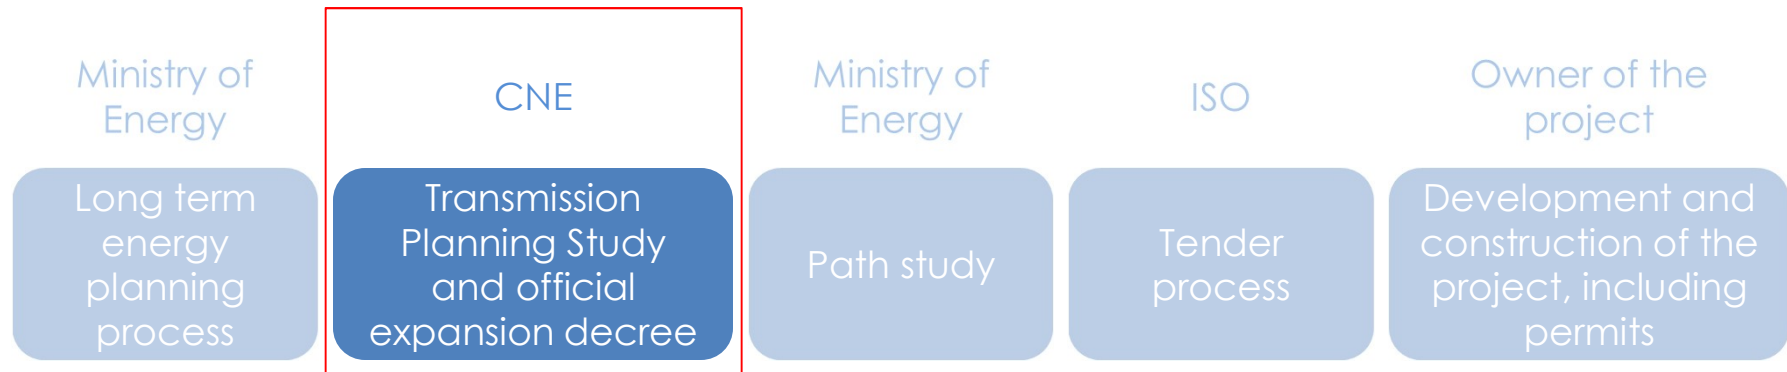 Ministry of
Energy
Long term
energy
planning
process
CNE
Transmission
Planning Study
and official
expansion decree
Ministry of
Energy
Path study
ISO
Tender
process
Owner of the
project
Development and
construction of the
project, including
permits